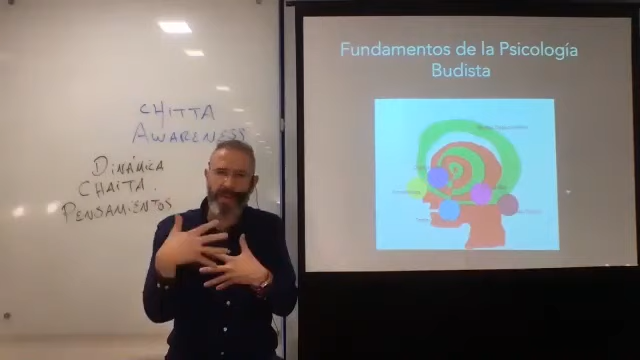 CHITTA
AWARENESS
DINÁMICA
CHAITA.
PENSAMIENTOS
Fundamentos de la Psicología
Budista